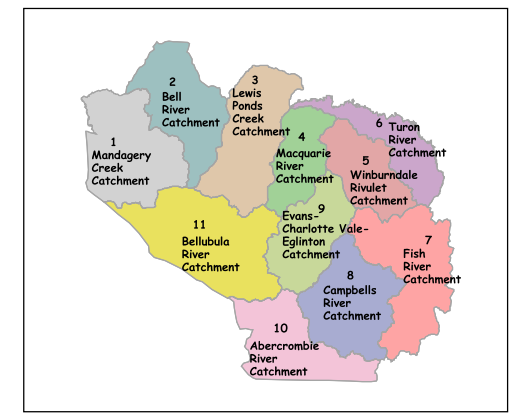 1
Mandagery
Creek
Catchment
2
Bell
River
Catchment
3
Lewis
Ponds
Creek
Catchment
4
Macquarie
River
Catchment
5
Winburndale
Rivulet
Catchment
6
Turon
River
Catchment
7
Fish
River
Catchment
8
Campbells
River
Catchment
9
Evans-
Charlotte Vale-
Eglinton
Catchment
10
Abercrombie
River
Catchment
11
Bellubula
River
Catchment